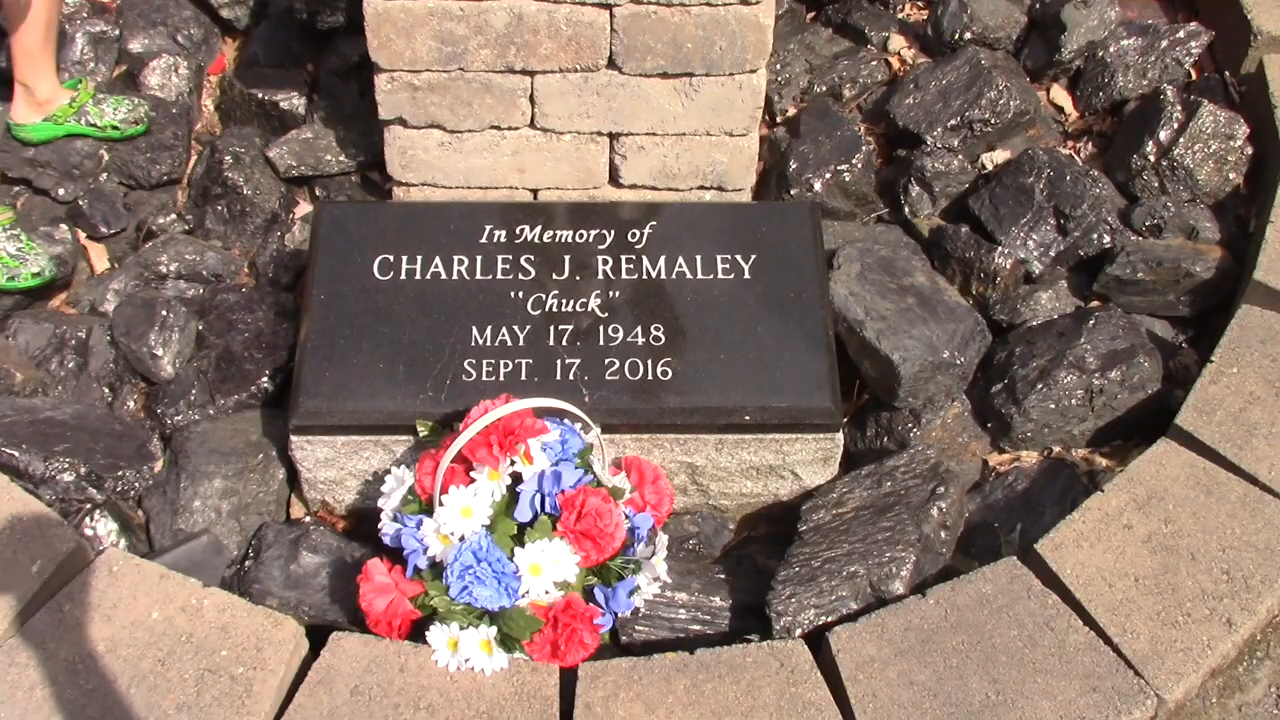 In Memory of
CHARLES J. REMALEY
"Chuck"
MAY 17. 1948
SEPT. 17. 2016